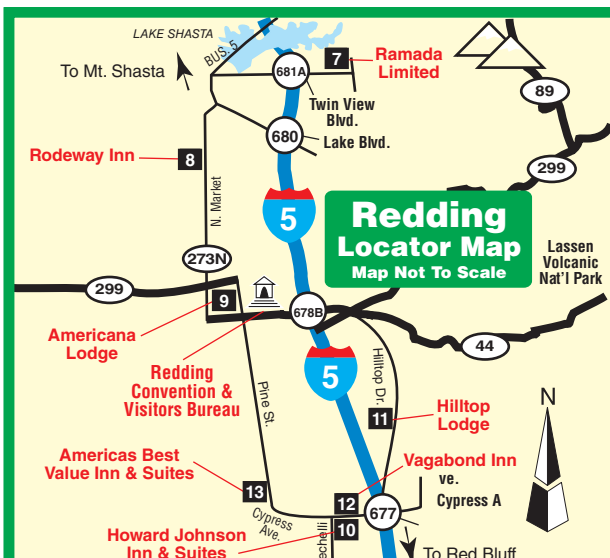 LAKE SHASTA
BUS. 5
To Mt. Shasta
7
Ramada
Limited
681A
Twin View
Blvd.
89
680
Lake Blvd.
Rodeway Inn
8
299
N. Market
5
Redding
Locator Map
Map Not To Scale
Lassen
Volcanic
Nat'l Park
273N
299
9
678B
44
Americana
Lodge
Redding
Convention &
Visitors Bureau
5
Pine St.
Hilltop Dr.
11
Hilltop
Lodge
N
Americas Best
Value Inn & Suites
13
Vagabond Inn
ve.
Cypress A
12
677
Cypress
Ave.
10
Howard Johnson
Inn & Suites
echelli
To Red Bluff